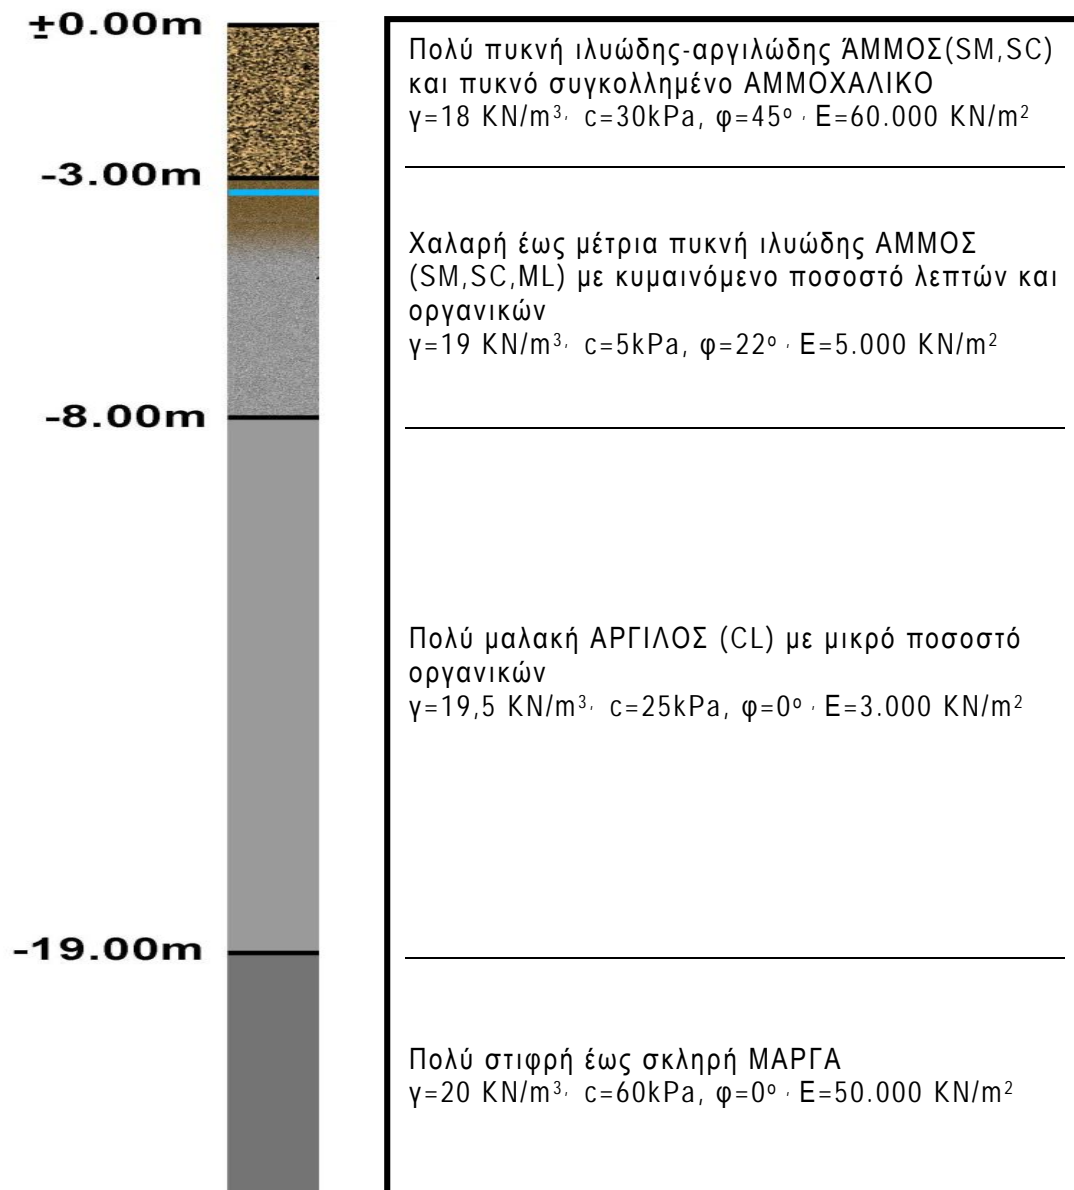 ±0.00m
Πολύ πυκνή ιλυώδης-αργιλώδης ΆΜΜΟΣ(SM,SC)
και πυκνό συγκολλημένο ΑΜΜΟΧΑΛΙΚΟ
γ=18 KN/m³, c=30kPa, φ=45º , E=60.000 KN/m²
-3.00m
Χαλαρή έως μέτρια πυκνή ιλυώδης ΑΜΜΟΣ
(SM,SC,ML) με κυμαινόμενο ποσοστό λεπτών και
οργανικών
γ=19 KN/m³, c=5kPa, φ=22º , E=5.000 KN/m²
-8.00m
Πολύ μαλακή ΑΡΓΙΛΟΣ (CL) με μικρό ποσοστό
οργανικών
γ=19,5 KN/m³, c=25kPa, φ=0º , E=3.000 KN/m²
-19.00m
Πολύ στιφρή έως σκληρή ΜΑΡΓΑ
γ=20 KN/m³, c=60kPa, φ=0º , E=50.000 KN/m²